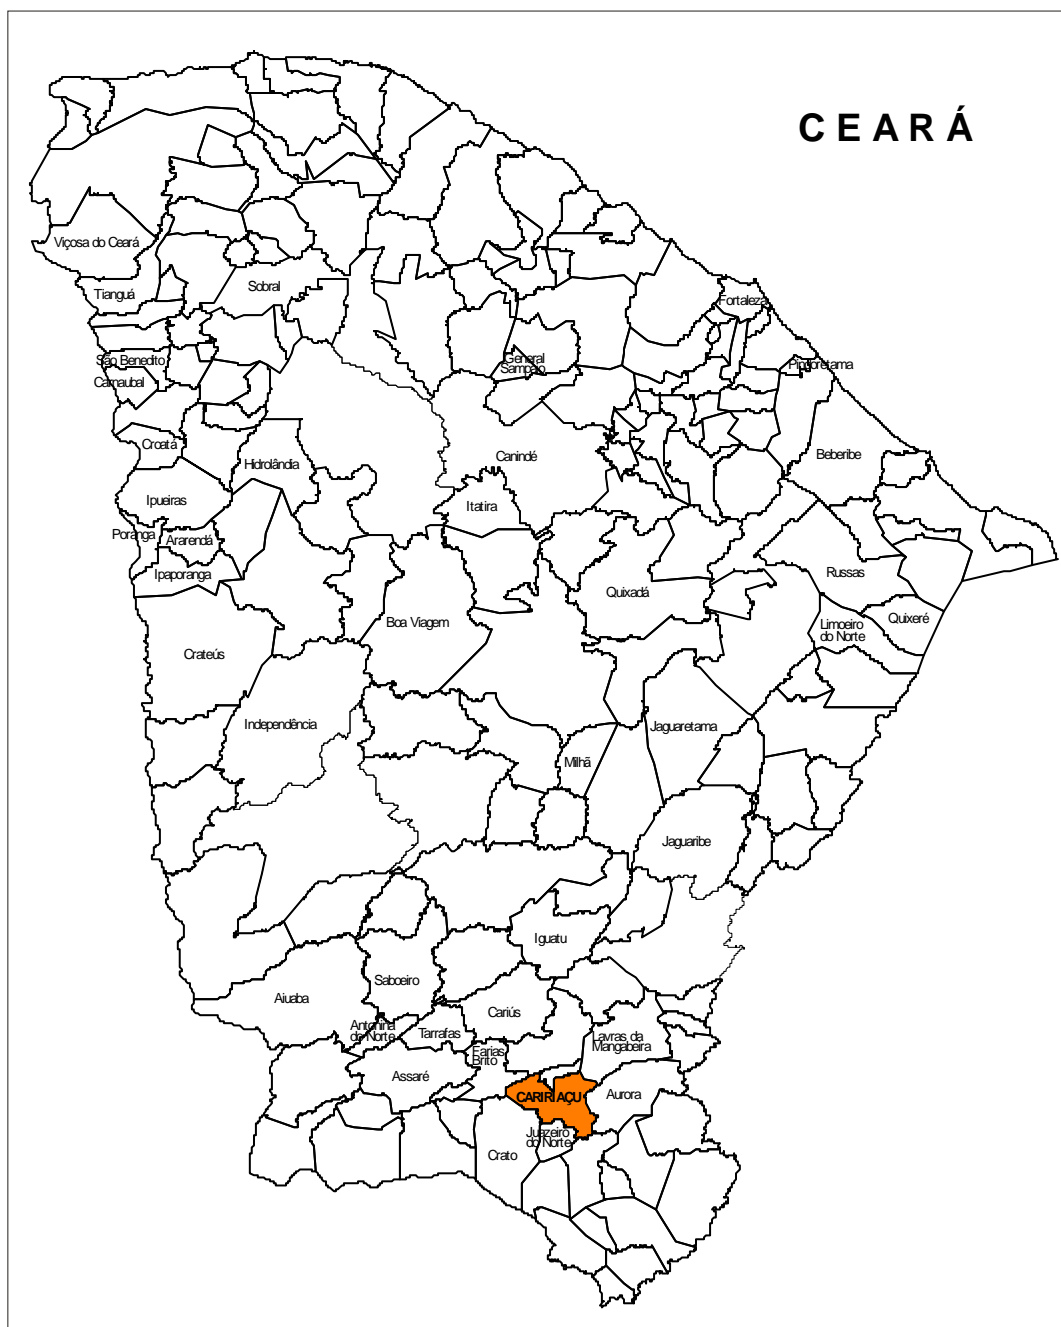 CEARÁ
Viçosa do Ceará
Tianguá
Sobral
Fortaleza
São Benedito
Carnaubal
General
Sampaio
Pindoretama
Croatá
Hidrolândia
Canindé
Beberibe
Ipueiras
Itatira
Poranga
Ararendá
Ipaporanga
Russas
Quixadá
Boa Viagem
Limoeiro
do Norte
Quixeré
Crateús
Independência
Jaguaretama
Milhã
Jaguaribe
Iguatu
Saboeiro
Aiuaba
Cariús
Antonina
do Norte
Tarrafas
Lavras da
Mangabeira
Farias
Brito
Assaré
CARIRIAÇU
Aurora
Juazeiro
do Norte
Crato